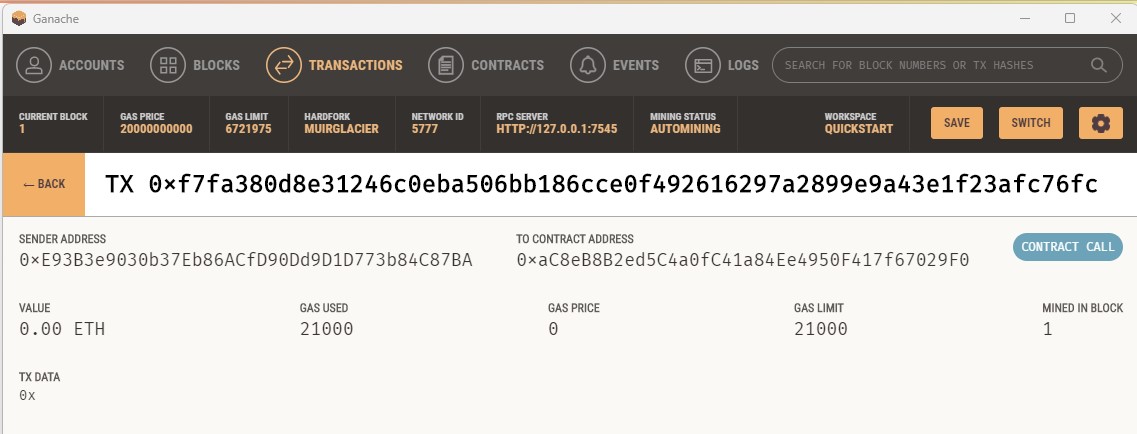 Ganache
ACCOUNTS BLOCKS TRANSACTIONS CONTRACTS EVENTS LOGS SEARCH FOR BLOCK NUMBERS OR TX HASHES
CURRENT BLOCK GAS PRICE GAS LIMIT HARDFORK NETWORK ID RPC SERVER MINING STATUS WORKSPACE
1 20000000000 6721975 MUIRGLACIER 5777 HTTP://127.0.0.1:7545 AUTOMINING QUICKSTART SAVE SWITCH
← BACK TX 0×f7fa380d8e31246c0eba506bb186cce0f492616297a2899e9a43e1f23afc76fc
SENDER ADDRESS TO CONTRACT ADDRESS
0×E93B3e9030b37Eb86ACfD90Dd9D1D773b84C87BA 0×aC8eB8B2ed5C4a0fC41a84Ee4950F417f67029F0 CONTRACT CALL
VALUE GAS USED GAS PRICE GAS LIMIT MINED IN BLOCK
0.00 ETH 21000 0 21000 1
TX DATA
0x